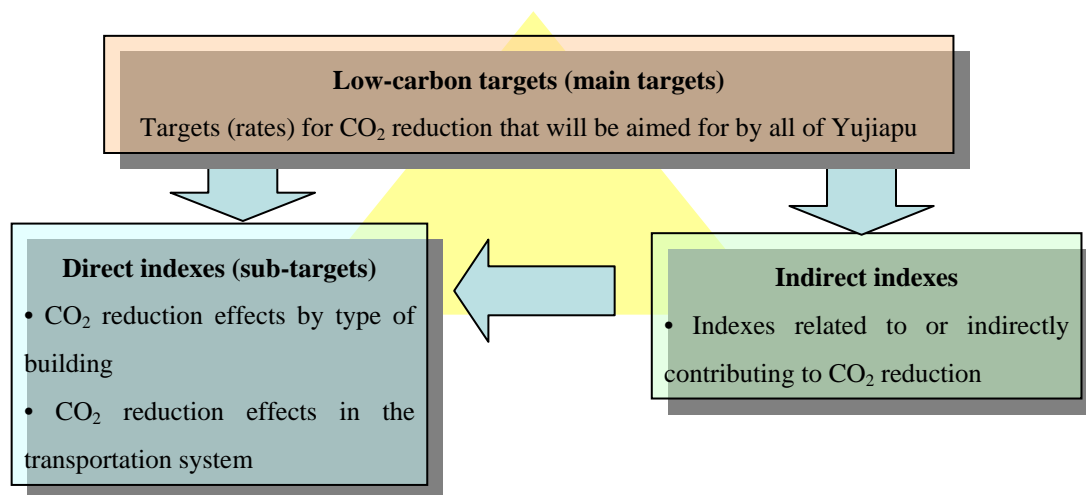 Low-carbon targets (main targets)
Targets (rates) for CO₂ reduction that will be aimed for by all of Yujiapu
Direct indexes (sub-targets)
• CO₂ reduction effects by type of
building
• CO₂ reduction effects in the
transportation system
Indirect indexes
• Indexes related to or indirectly
contributing to CO₂ reduction